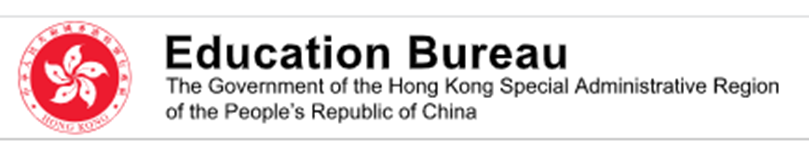 Education Bureau
The Government of the Hong Kong Special Administrative Region
of the People's Republic of China
HONG KONG